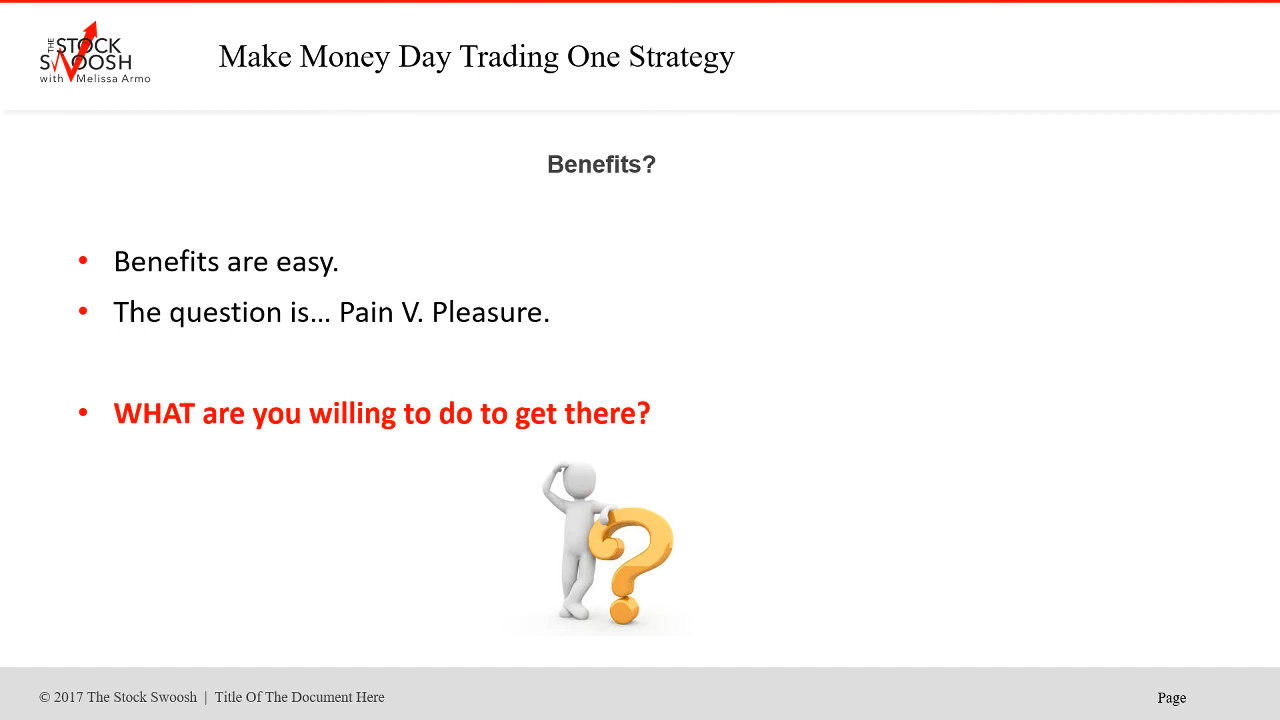 THE
STOCK
SWOOSH
with Melissa Armo
Make Money Day Trading One Strategy
Benefits?
• Benefits are easy.
• The question is... Pain V. Pleasure.
• WHAT are you willing to do to get there?
© 2017 The Stock Swoosh | Title Of The Document Here
Page